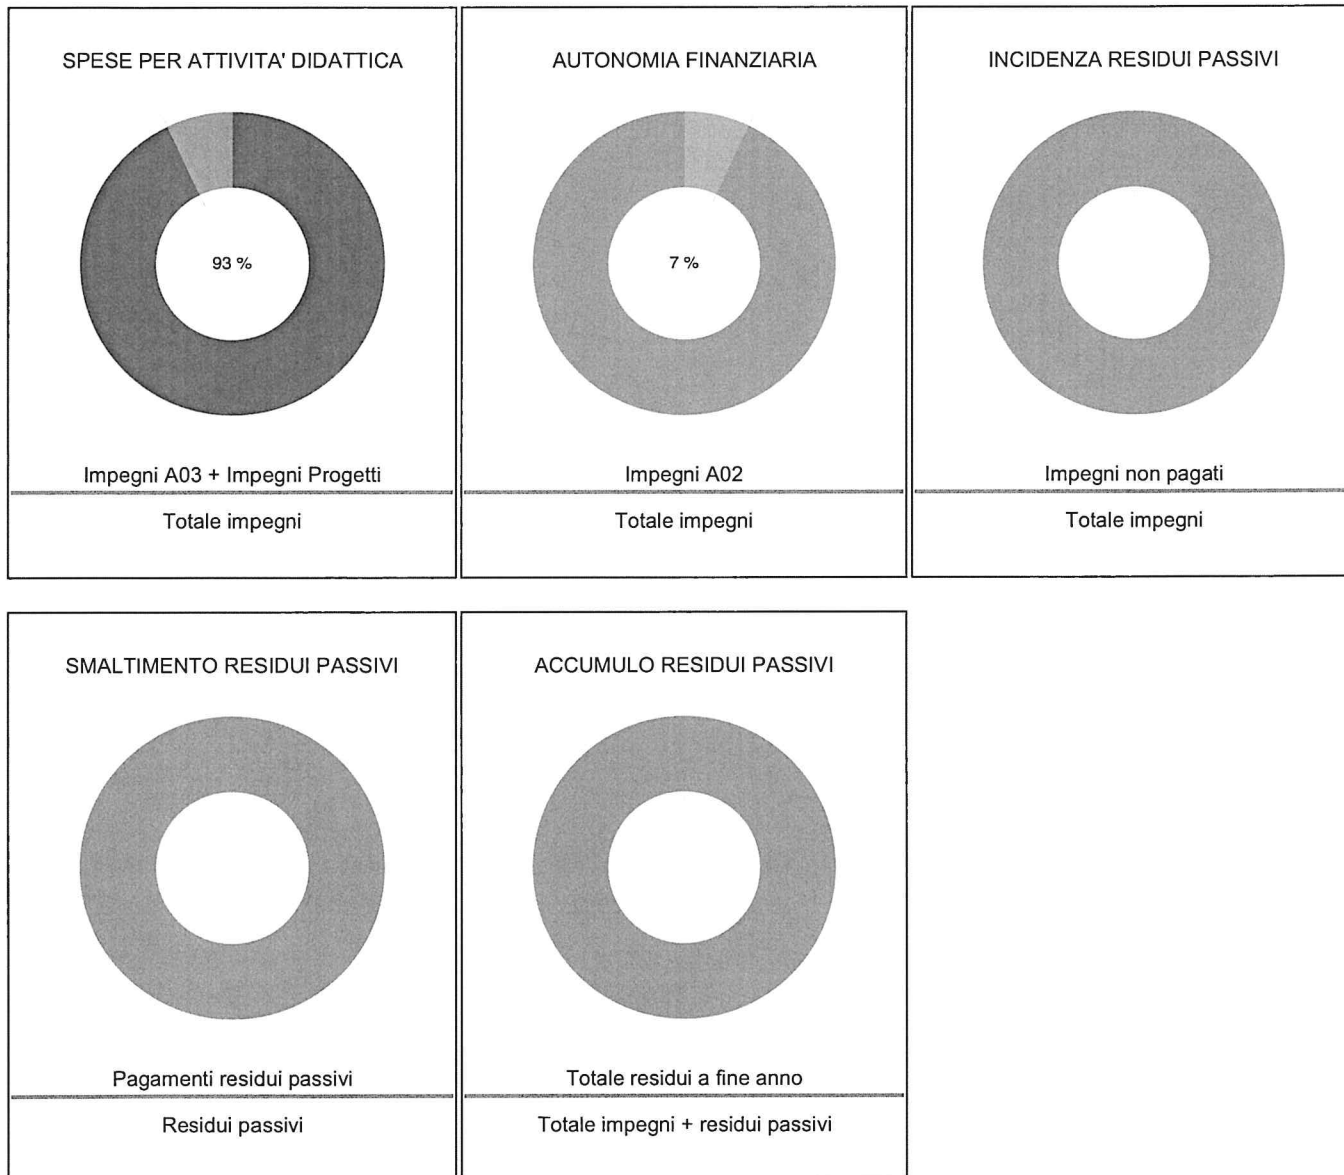 SPESE PER ATTIVITA' DIDATTICA
93 %
Impegni A03 + Impegni Progetti
Totale impegni
AUTONOMIA FINANZIARIA
7 %
Impegni A02
Totale impegni
INCIDENZA RESIDUI PASSIVI
Impegni non pagati
Totale impegni
SMALTIMENTO RESIDUI PASSIVI
Pagamenti residui passivi
Residui passivi
ACCUMULO RESIDUI PASSIVI
Totale residui a fine anno
Totale impegni + residui passivi